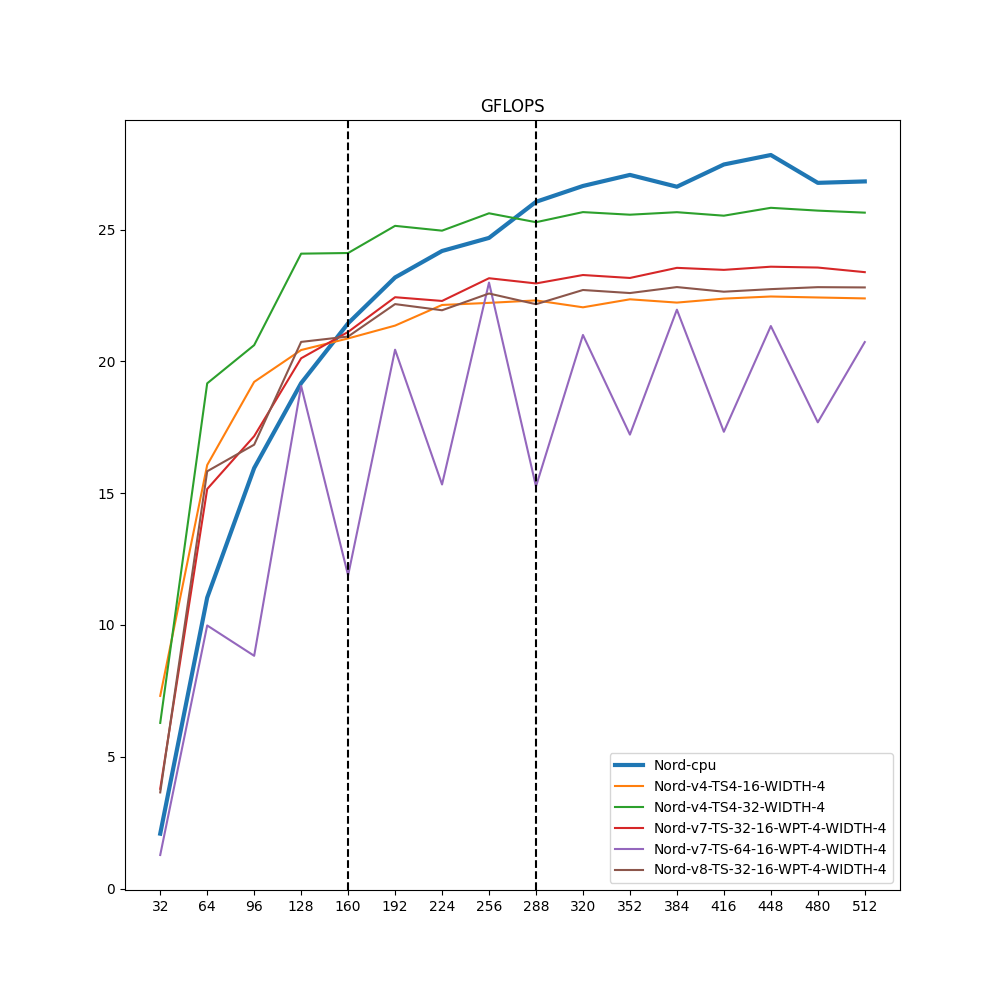 GFLOPS
25
20
15
10
5
0
32 64 96 128 160 192 224 256 288 320 352 384 416 448 480 512
Nord-cpu
Nord-v4-TS4-16-WIDTH-4
Nord-v4-TS4-32-WIDTH-4
Nord-v7-TS-32-16-WPT-4-WIDTH-4
Nord-v7-TS-64-16-WPT-4-WIDTH-4
Nord-v8-TS-32-16-WPT-4-WIDTH-4